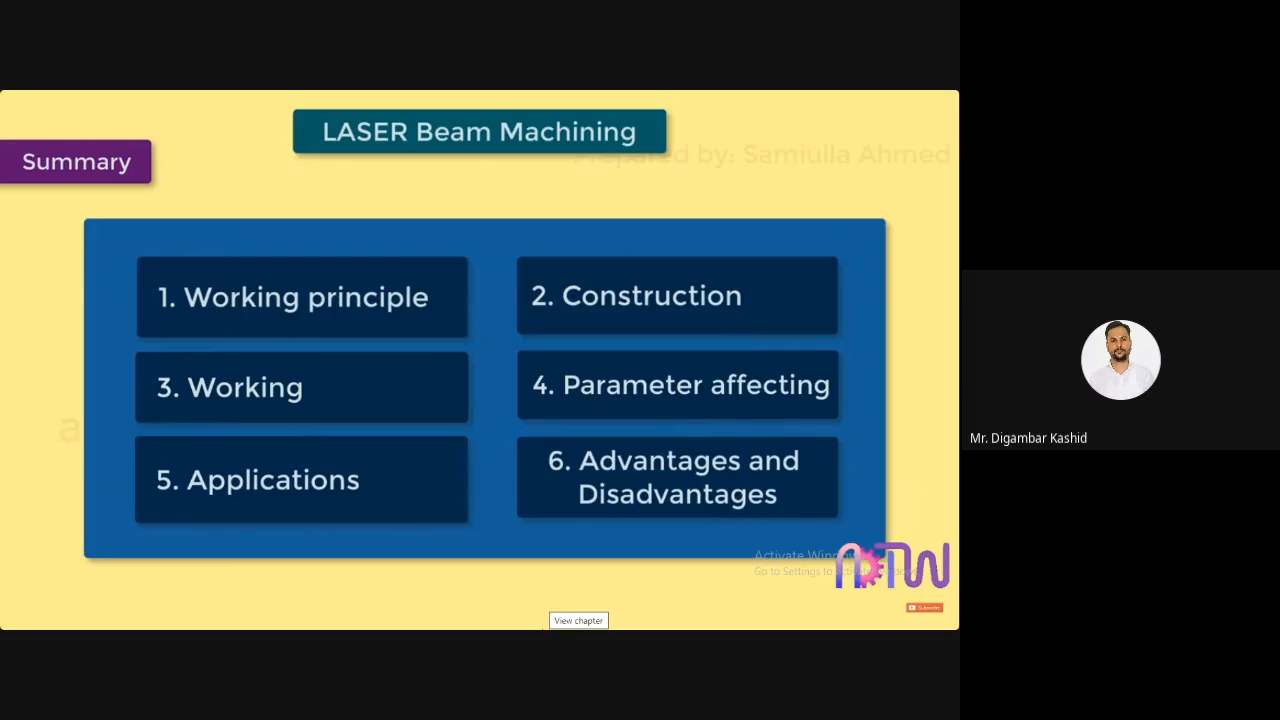 LASER Beam Machining
Prepared by: Samiulla Ahmed
Summary
1. Working principle
2. Construction
3. Working
4. Parameter affecting
a
5. Applications
6. Advantages and
Disadvantages
Mr. Digambar Kashid
Activate Windows
Go to Settings to activate Windows.
Subscribe
View chapter